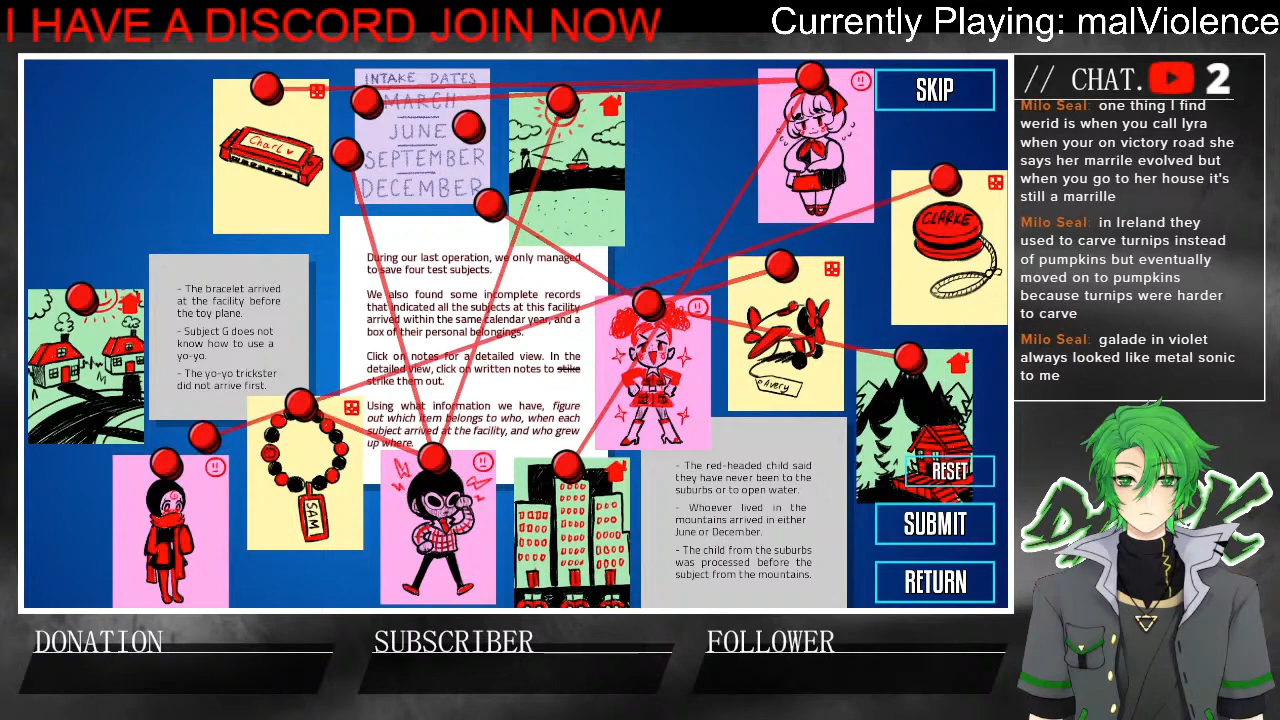 I HAVE A DISCORD JOIN NOW
Currently Playing: malViolence
INTAKE DATES
MARCH
JUNE
SEPTEMBER
DECEMBER
Charl
- The bracelet arrived
at the facility before
the toy plane.
- Subject G does not
know how to use a
yo-yo.
- The yo-yo trickster
did not arrive first.
During our last operation, we only managed
to save four test subjects.
We also found some incomplete records
that indicated all the subjects at this facility
arrived within the same calendar year, and a
box of their personal belongings.
Click on notes for a detailed view. In the
detailed view, click on written notes to stike
strike them out.
Using what information we have, figure
out which item belongs to who, when each
subject arrived at the facility, and who grew
up where.
SAM
CLARKE
Avery
- The red-headed child said
they have never been to the
suburbs or to open water.
- Whoever lived in the
mountains arrived in either
June or December.
- The child from the suburbs
was processed before the
subject from the mountains.
SKIP
RESET
SUBMIT
RETURN
// CHAT. 2
Milo Seal: one thing I find
werid is when you call lyra
when your on victory road she
says her marrile evolved but
when you go to her house it's
still a marrille
Milo Seal: in Ireland they
used to carve turnips instead
of pumpkins but eventually
moved on to pumpkins
because turnips were harder
to carve
Milo Seal: galade in violet
always looked like metal sonic
to me
DONATION
SUBSCRIBER
FOLLOWER